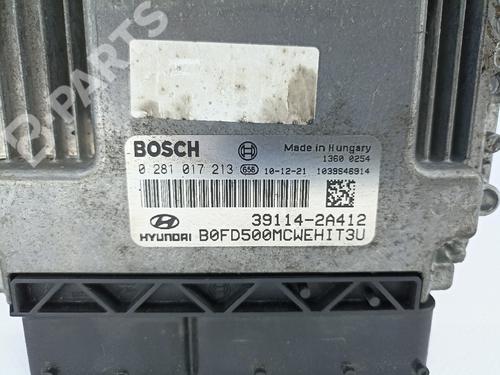 B-PARTS
BOSCH
Made in Hungary
1360 0254
0 281 017 213 656 10-12-21 1039S46914
39114-2A412
HYUNDAI B0FD500MCWEHIT3U